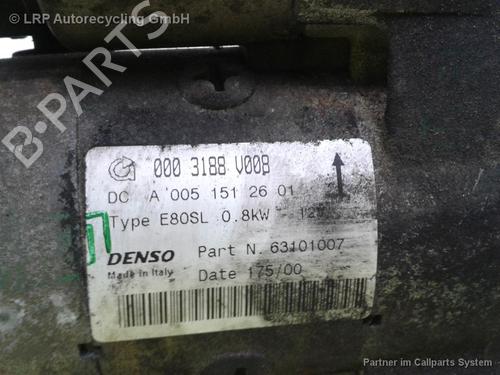 LRP Autorecycling GmbH
B-Parts
000 3188 V008
DC A 005 151 26 01
Type E80SL 0.8kW 12V
DENSO Part N. 63101007
Made in Italy Date 175/00
Partner im Callparts System